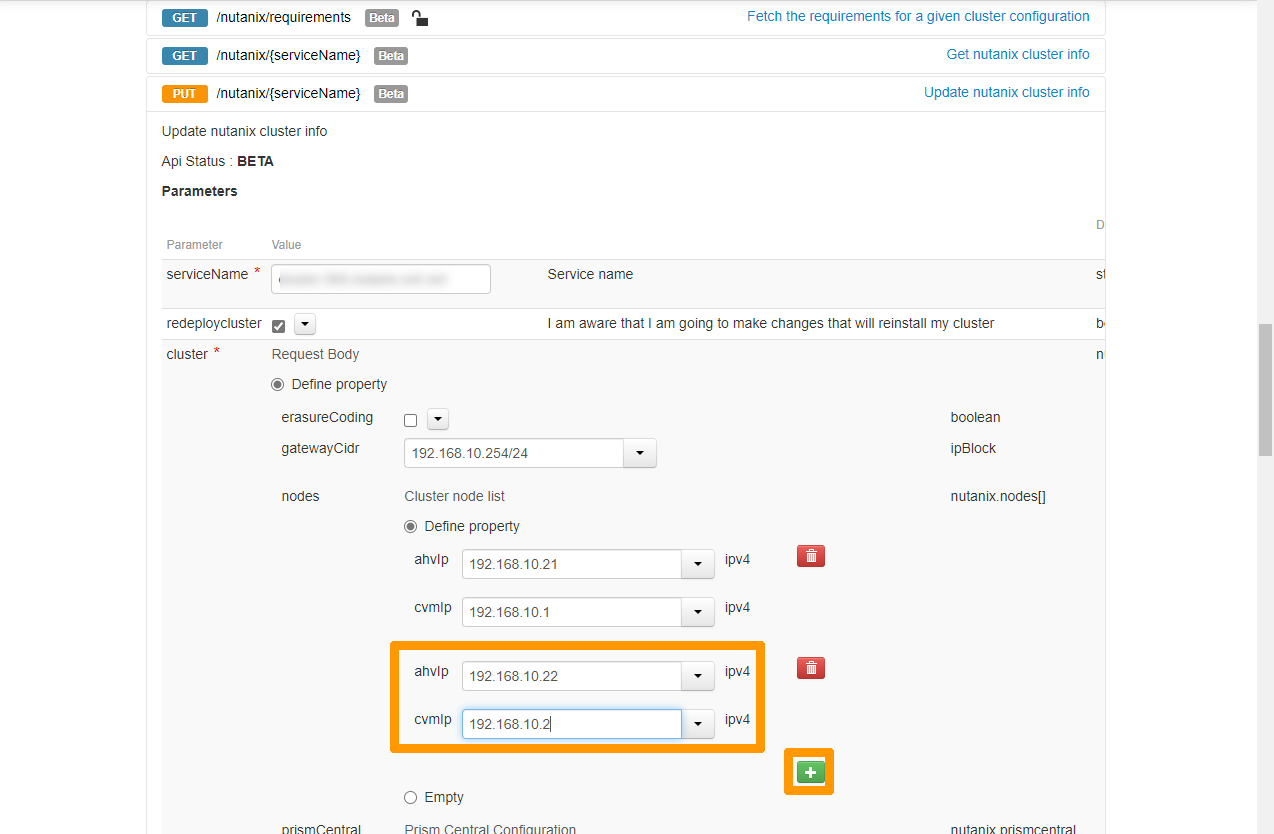 GET /nutanix/requirements Beta Fetch the requirements for a given cluster configuration
GET /nutanix/{serviceName} Beta Get nutanix cluster info
PUT /nutanix/{serviceName} Beta Update nutanix cluster info
Update nutanix cluster info
Api Status : BETA
Parameters
D
Parameter Value
serviceName * Service name st
redeploycluster I am aware that I am going to make changes that will reinstall my cluster
cluster * Request Body n
Define property
erasureCoding boolean
gatewayCidr 192.168.10.254/24 ipBlock
nodes Cluster node list nutanix.nodes[]
Define property
ahvIp 192.168.10.21 ipv4
cvmIp 192.168.10.1 ipv4
ahvIp 192.168.10.22 ipv4
cvmIp 192.168.10.2 ipv4
Empty
prismCentral Prism Central Configuration nutanix.prismcentral